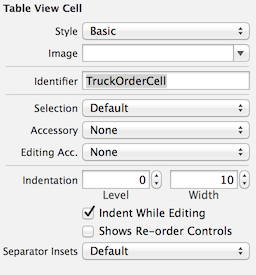 Table View Cell
Style Basic
Image
Identifier TruckOrderCell
Selection Default
Accessory None
Editing Acc. None
Indentation 0 10
Level Width
Indent While Editing
Shows Re-order Controls
Separator Insets Default